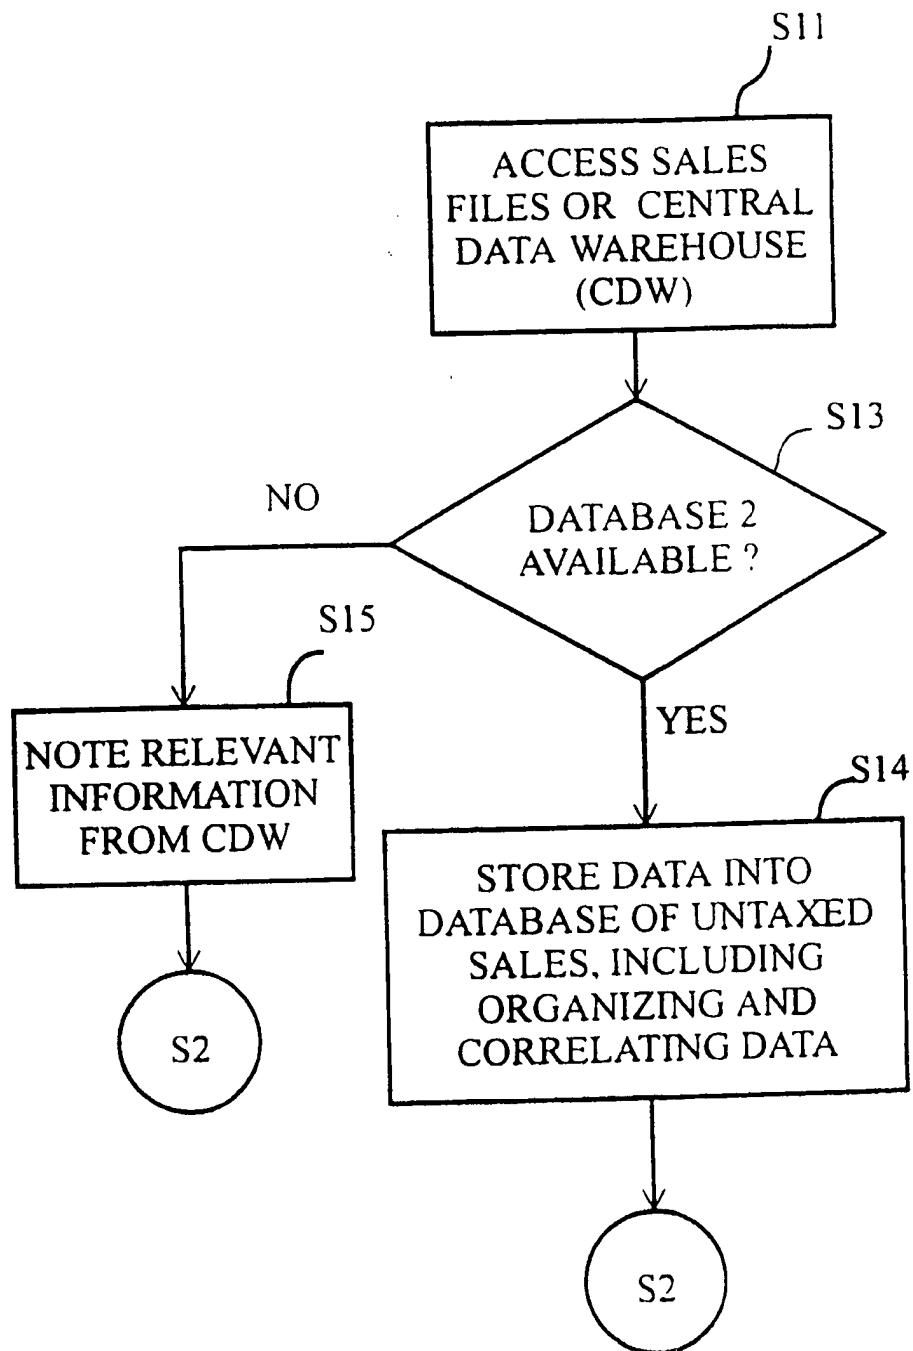 S11
ACCESS SALES
FILES OR CENTRAL
DATA WAREHOUSE
(CDW)
S13
NO
DATABASE 2
AVAILABLE ?
S15
YES
NOTE RELEVANT
INFORMATION
FROM CDW
S14
STORE DATA INTO
DATABASE OF UNTAXED
SALES, INCLUDING
ORGANIZING AND
CORRELATING DATA
S2
S2